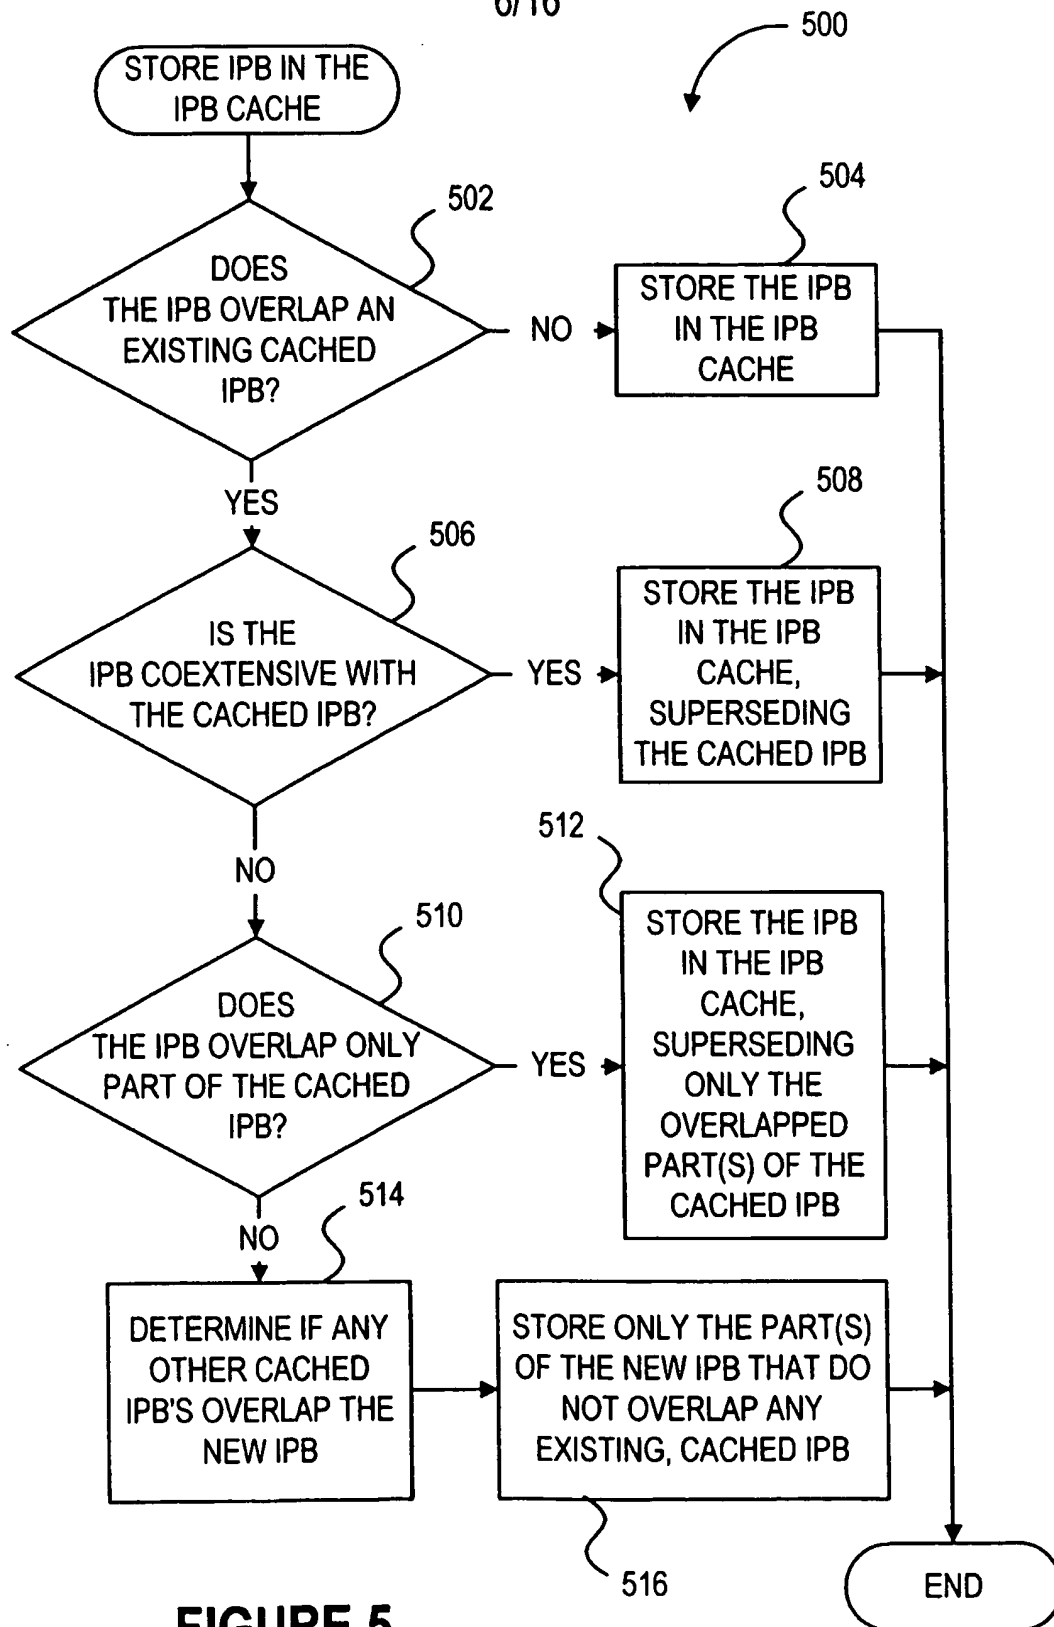 6/16
500
STORE IPB IN THE
IPB CACHE
502
DOES
THE IPB OVERLAP AN
EXISTING CACHED
IPB?
NO
504
STORE THE IPB
IN THE IPB
CACHE
YES
506
IS THE
IPB COEXTENSIVE WITH
THE CACHED IPB?
YES
508
STORE THE IPB
IN THE IPB
CACHE,
SUPERSEDING
THE CACHED IPB
NO
510
DOES
THE IPB OVERLAP ONLY
PART OF THE CACHED
IPB?
YES
512
STORE THE IPB
IN THE IPB
CACHE,
SUPERSEDING
ONLY THE
OVERLAPPED
PART(S) OF THE
CACHED IPB
NO
514
DETERMINE IF ANY
OTHER CACHED
IPB'S OVERLAP THE
NEW IPB
STORE ONLY THE PART(S)
OF THE NEW IPB THAT DO
NOT OVERLAP ANY
EXISTING, CACHED IPB
516
END
FIGURE 5